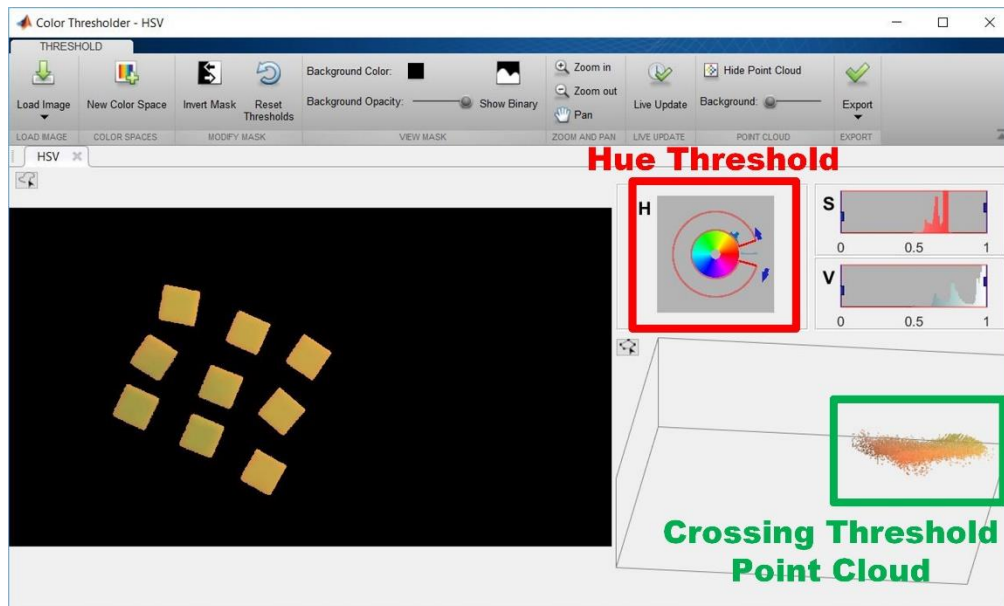 Color Thresholder - HSV
THRESHOLD
Load Image
New Color Space
Invert Mask
Reset
Thresholds
Background Color:
Background Opacity:
Show Binary
Zoom in
Zoom out
Pan
Live Update
Hide Point Cloud
Background:
Export
LOAD IMAGE
COLOR SPACES
MODIFY MASK
VIEW MASK
ZOOM AND PAN
LIVE UPDATE
POINT CLOUD
EXPORT
HSV
Hue Threshold
H
S
0 0.5 1
V
0 0.5 1
Crossing Threshold
Point Cloud